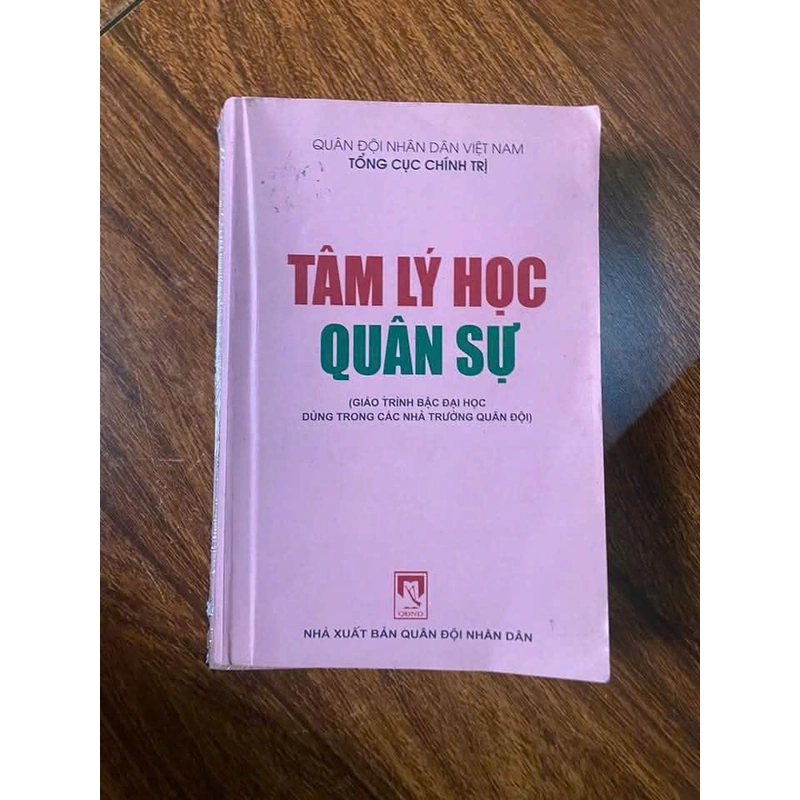 QUÂN ĐỘI NHÂN DÂN VIỆT NAM
TỔNG CỤC CHÍNH TRỊ
TÂM LÝ HỌC
QUÂN SỰ
(GIÁO TRÌNH BẬC ĐẠI HỌC
DÙNG TRONG CÁC NHÀ TRƯỜNG QUÂN ĐỘI)
QĐND
NHÀ XUẤT BẢN QUÂN ĐỘI NHÂN DÂN